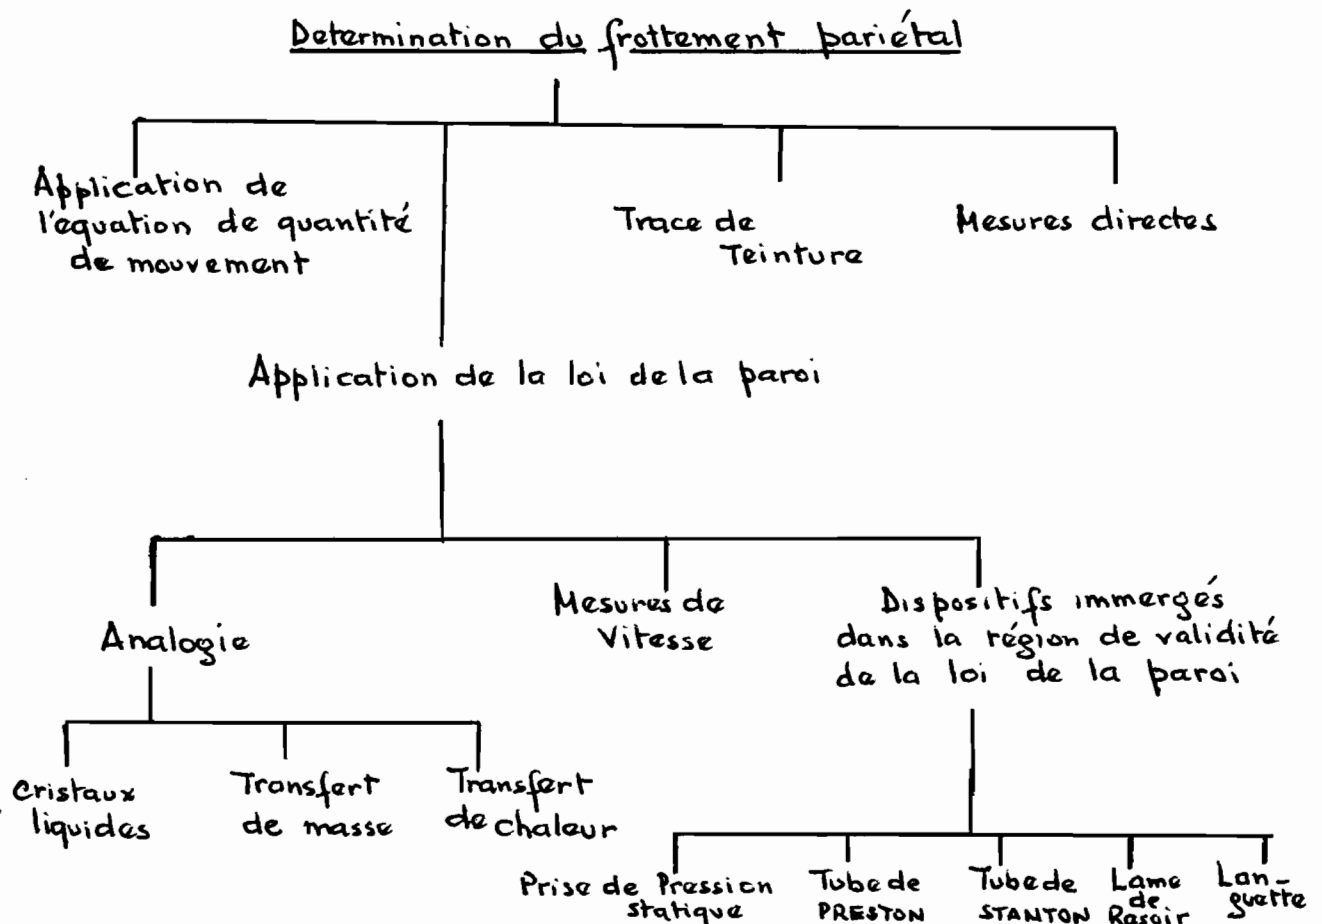 Determination du frottement pariétal
Application de
l'equation de quantité
de mouvement
Trace de
Teinture
Mesures directes
Application de la loi de la paroi
Analogie
Mesures de
Vitesse
Dispositifs immergés
dans la région de validité
de la loi de la paroi
cristaux
liquides
Transfert
de masse
Transfert
de chaleur
Prise de Pression
statique
Tube de
PRESTON
Tube de
STANTON
Lame
de
Rasoir
Lan-
guette